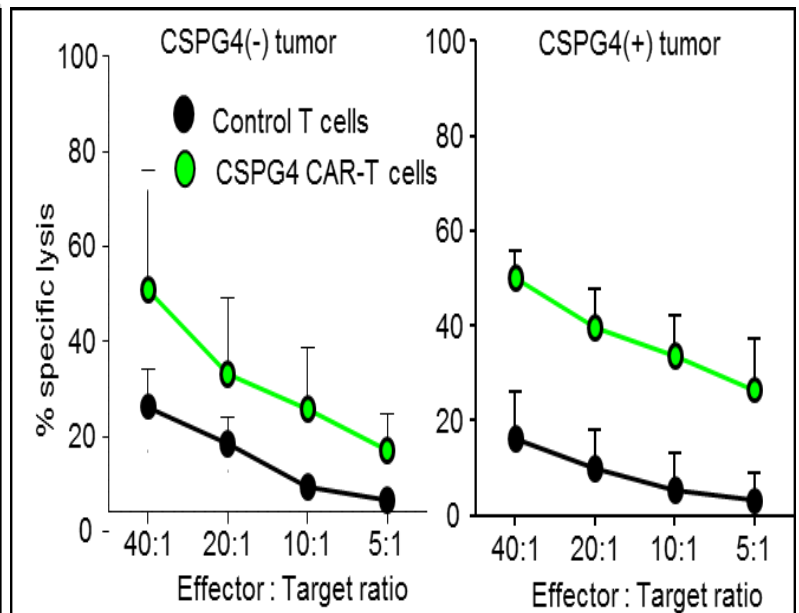 CSPG4(-) tumor
Control T cells
CSPG4 CAR-T cells
% specific lysis
100
80
60
40
20
0
40:1 20:1 10:1 5:1
Effector : Target ratio
CSPG4(+) tumor
100
80
60
40
20
0
40:1 20:1 10:1 5:1
Effector : Target ratio